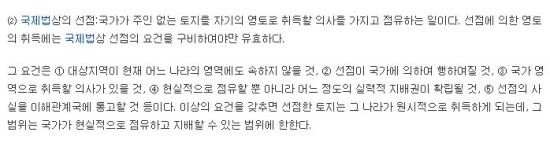 ⑵ 국제법상의 선점:국가가 주인 없는 토지를 자기의 영토로 취득할 의사를 가지고 점유하는 일이다. 선점에 의한 영토
의 취득에는 국제법상 선점의 요건을 구비하여야만 유효하다.
그 요건은 ① 대상지역이 현재 어느 나라의 영역에도 속하지 않을 것, ② 선점이 국가에 의하여 행하여질 것, ③ 국가 영
역으로 취득할 의사가 있을 것, ④ 현실적으로 점유할 뿐 아니라 어느 정도의 실력적 지배권이 확립될 것, ⑥ 선점의 사
실을 이해관계국에 통고할 것 등이다. 이상의 요건을 갖추면 선점한 토지는 그 나라가 원시적으로 취득하게 되는데, 그
범위는 국가가 현실적으로 점유하고 지배할 수 있는 범위에 한한다.